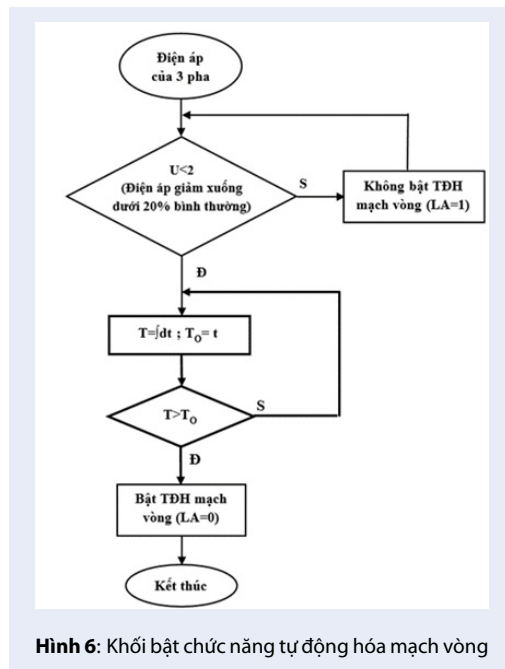 Điện áp
của 3 pha
U<2
(Điện áp giảm xuống
dưới 20% bình thường)
S
Không bật TĐH
mạch vòng (LA=1)
Đ
T=∫dt ; T₀= t
T>T₀
S
Đ
Bật TĐH mạch
vòng (LA=0)
Kết thúc
Hình 6: Khối bật chức năng tự động hóa mạch vòng